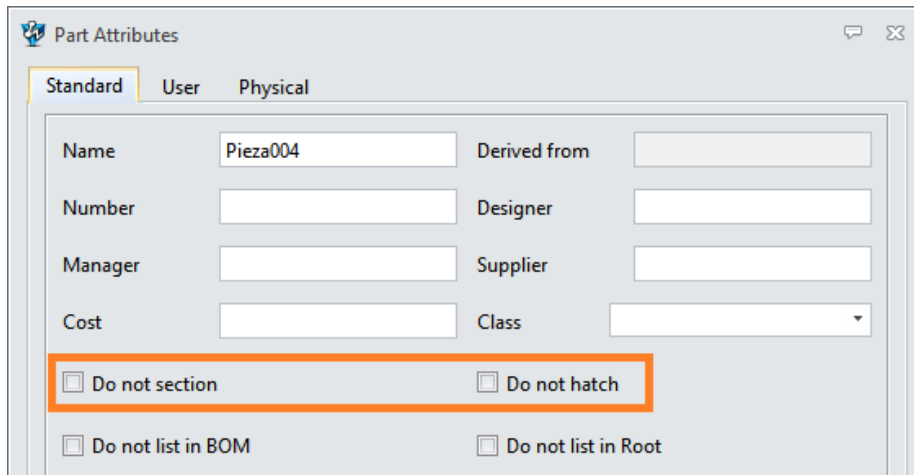 Part Attributes
Standard User Physical
Name Pieza004 Derived from
Number Designer
Manager Supplier
Cost Class
Do not section Do not hatch
Do not list in BOM Do not list in Root